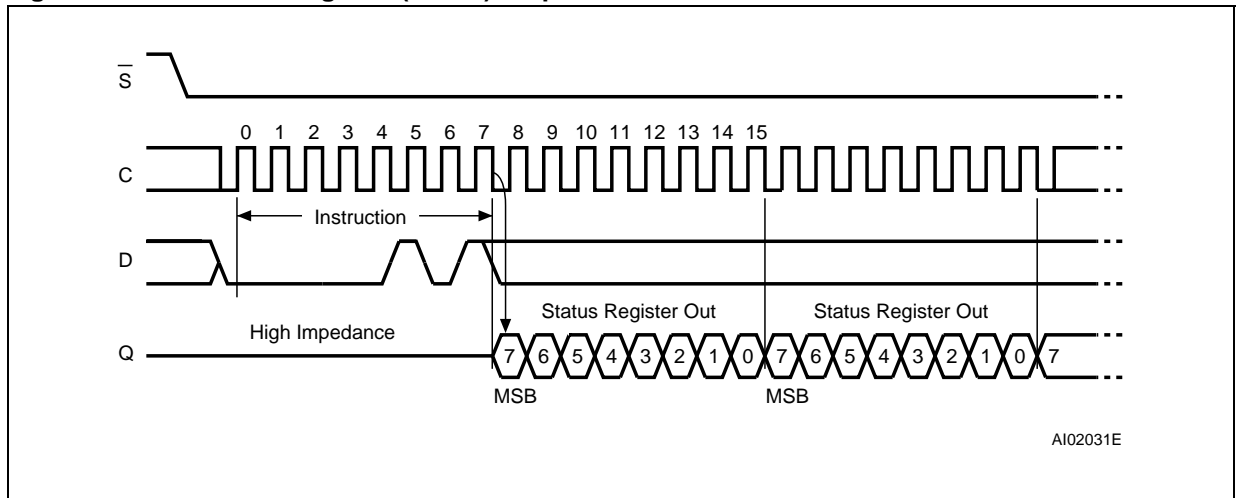 S
0 1 2 3 4 5 6 7 8 9 10 11 12 13 14 15
C
Instruction
D
Status Register Out Status Register Out
High Impedance
Q 7 6 5 4 3 2 1 0 7 6 5 4 3 2 1 0 7
MSB MSB
AI02031E